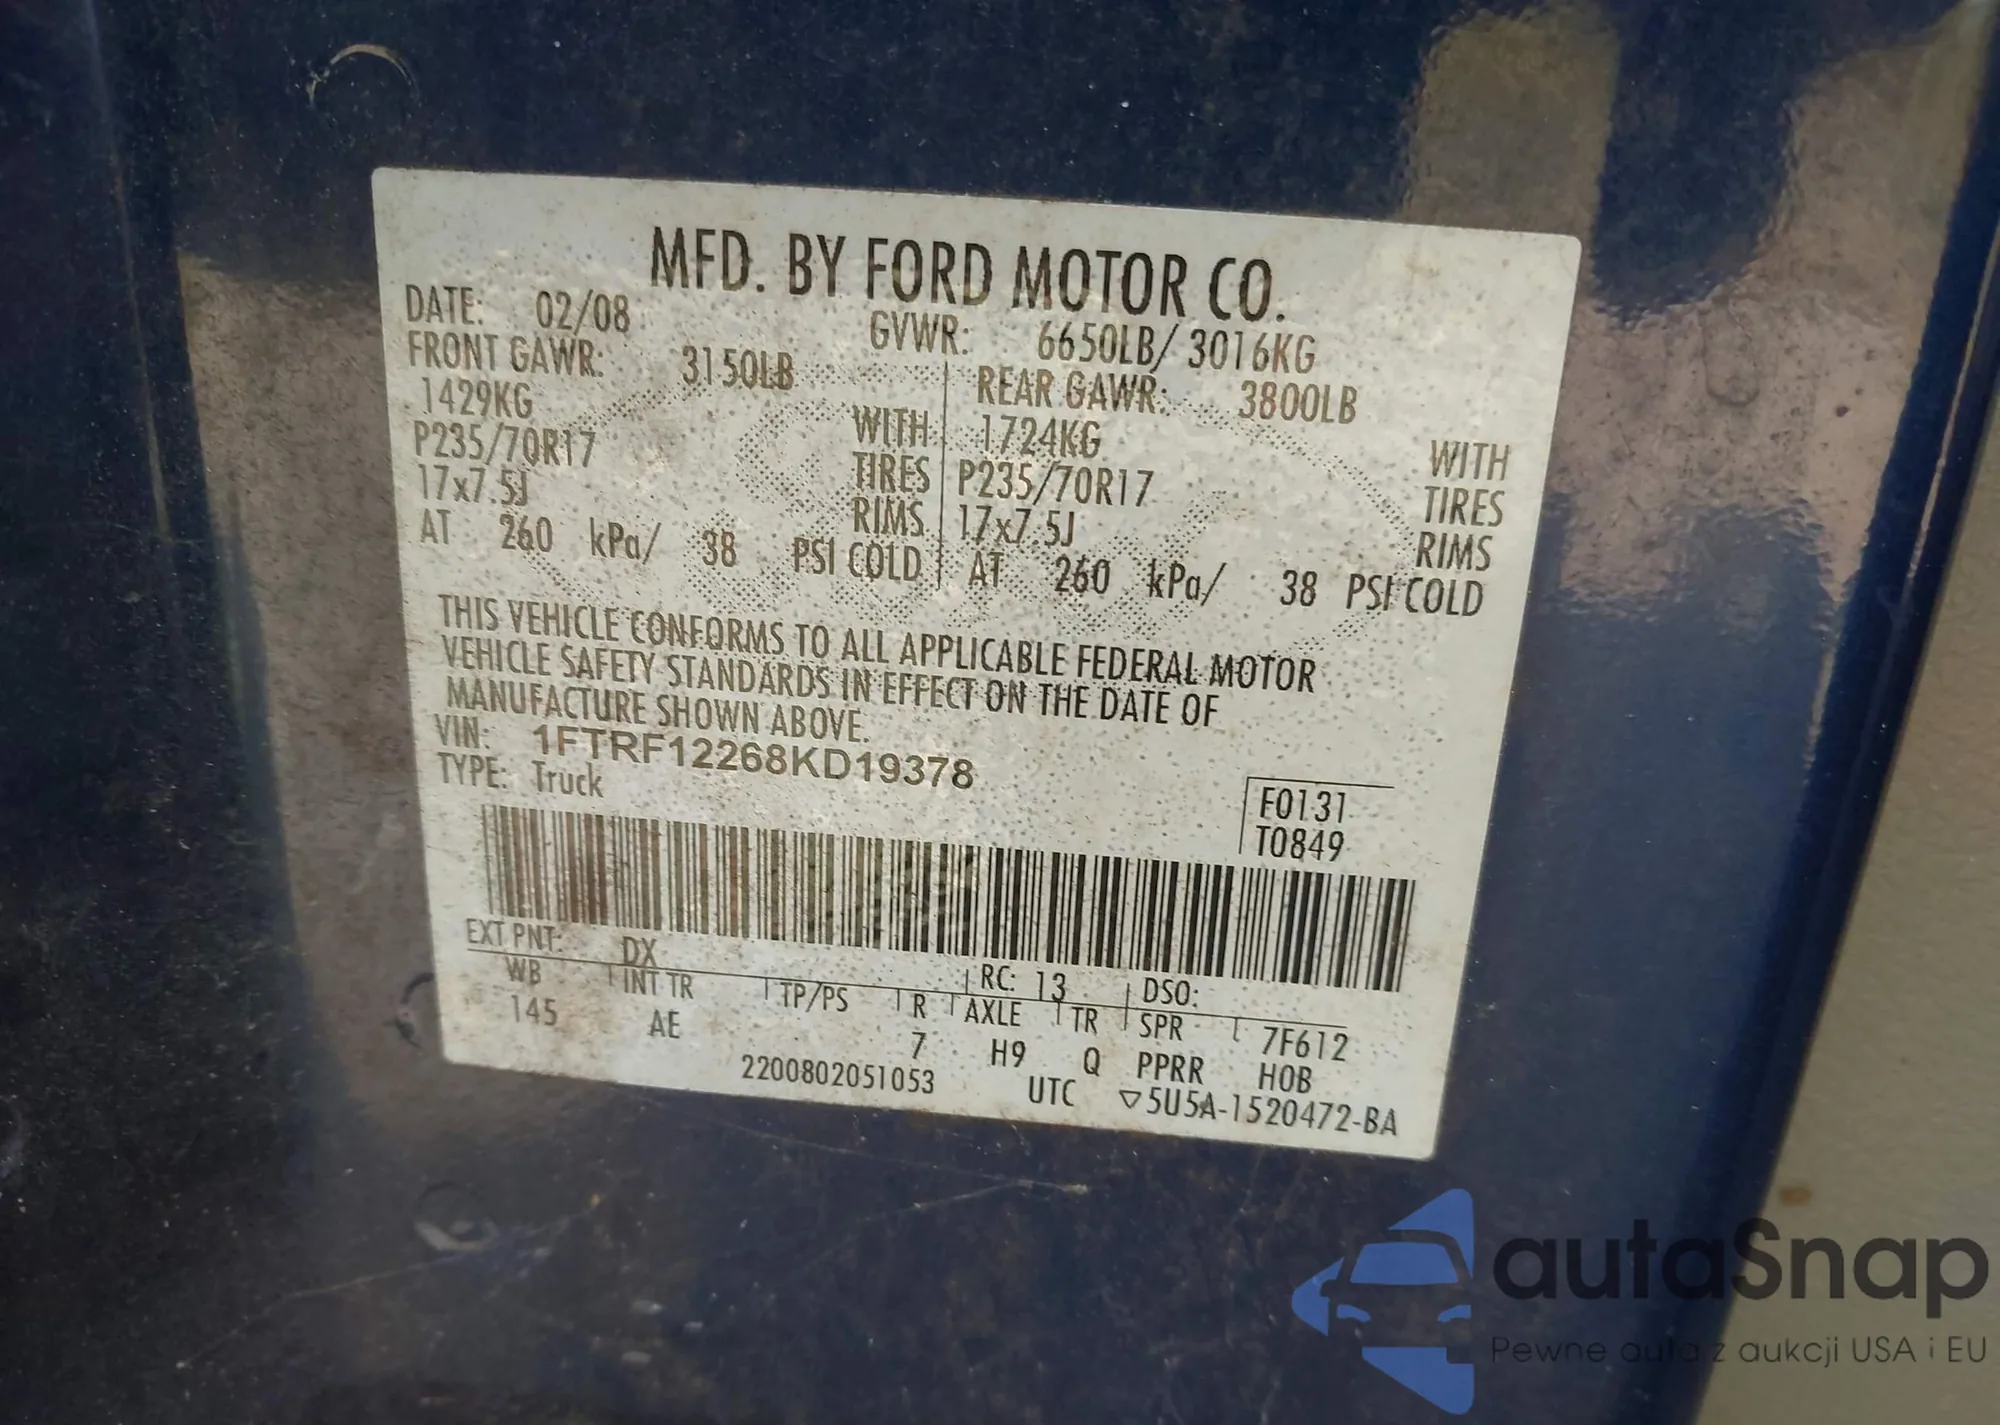 MFD. BY FORD MOTOR CO.
DATE: 02/08 GVWR: 6650LB/ 3016KG
FRONT GAWR: 3150LB REAR GAWR: 3800LB
1429KG WITH 1724KG WITH
P235/70R17 TIRES P235/70R17 TIRES
17x7.5J RIMS 17x7.5J RIMS
AT 260 kPa/ 38 PSI COLD AT 260 kPa/ 38 PSI COLD
THIS VEHICLE CONFORMS TO ALL APPLICABLE FEDERAL MOTOR
VEHICLE SAFETY STANDARDS IN EFFECT ON THE DATE OF
MANUFACTURE SHOWN ABOVE.
VIN: 1FTRF12268KD19378
TYPE: Truck
F0131
T0849
EXT PNT: DX RC: 13 DSO:
WB INT TR TP/PS R AXLE TR SPR 7F612
145 AE 7 H9 Q PPRR H0B
2200802051053 UTC ▽5U5A-1520472-BA
autaSnap
Pewne auta z aukcji USA i EU